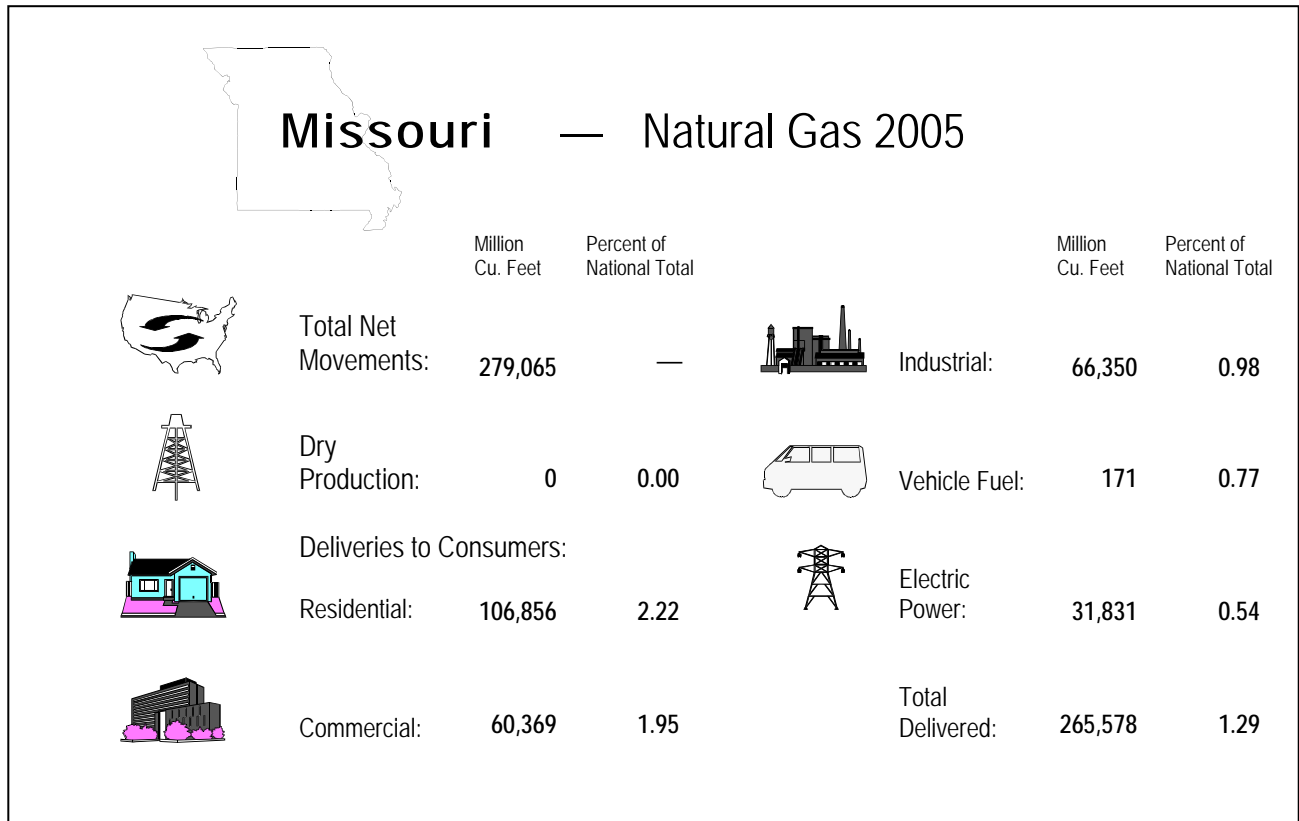 Missouri — Natural Gas 2005
Million Cu. Feet
Percent of National Total
Total Net
Movements: 279,065 —
Dry
Production: 0 0.00
Deliveries to Consumers:
Residential: 106,856 2.22
Commercial: 60,369 1.95
Million Cu. Feet
Percent of National Total
Industrial: 66,350 0.98
Vehicle Fuel: 171 0.77
Electric
Power: 31,831 0.54
Total
Delivered: 265,578 1.29